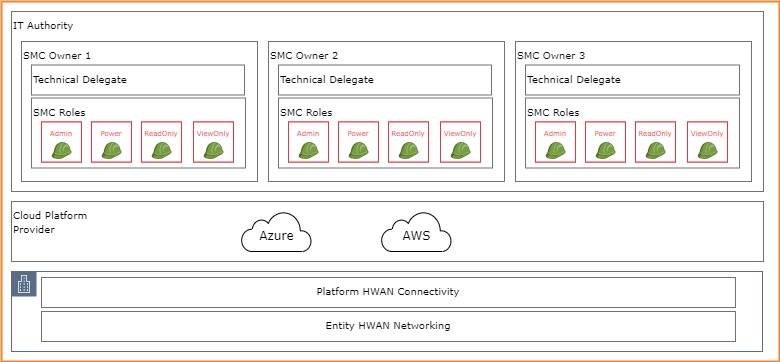 IT Authority
SMC Owner 1
Technical Delegate
SMC Roles
Admin
Power
ReadOnly
ViewOnly
SMC Owner 2
Technical Delegate
SMC Roles
Admin
Power
ReadOnly
ViewOnly
SMC Owner 3
Technical Delegate
SMC Roles
Admin
Power
ReadOnly
ViewOnly
Cloud Platform
Provider
Azure
AWS
Platform HWAN Connectivity
Entity HWAN Networking